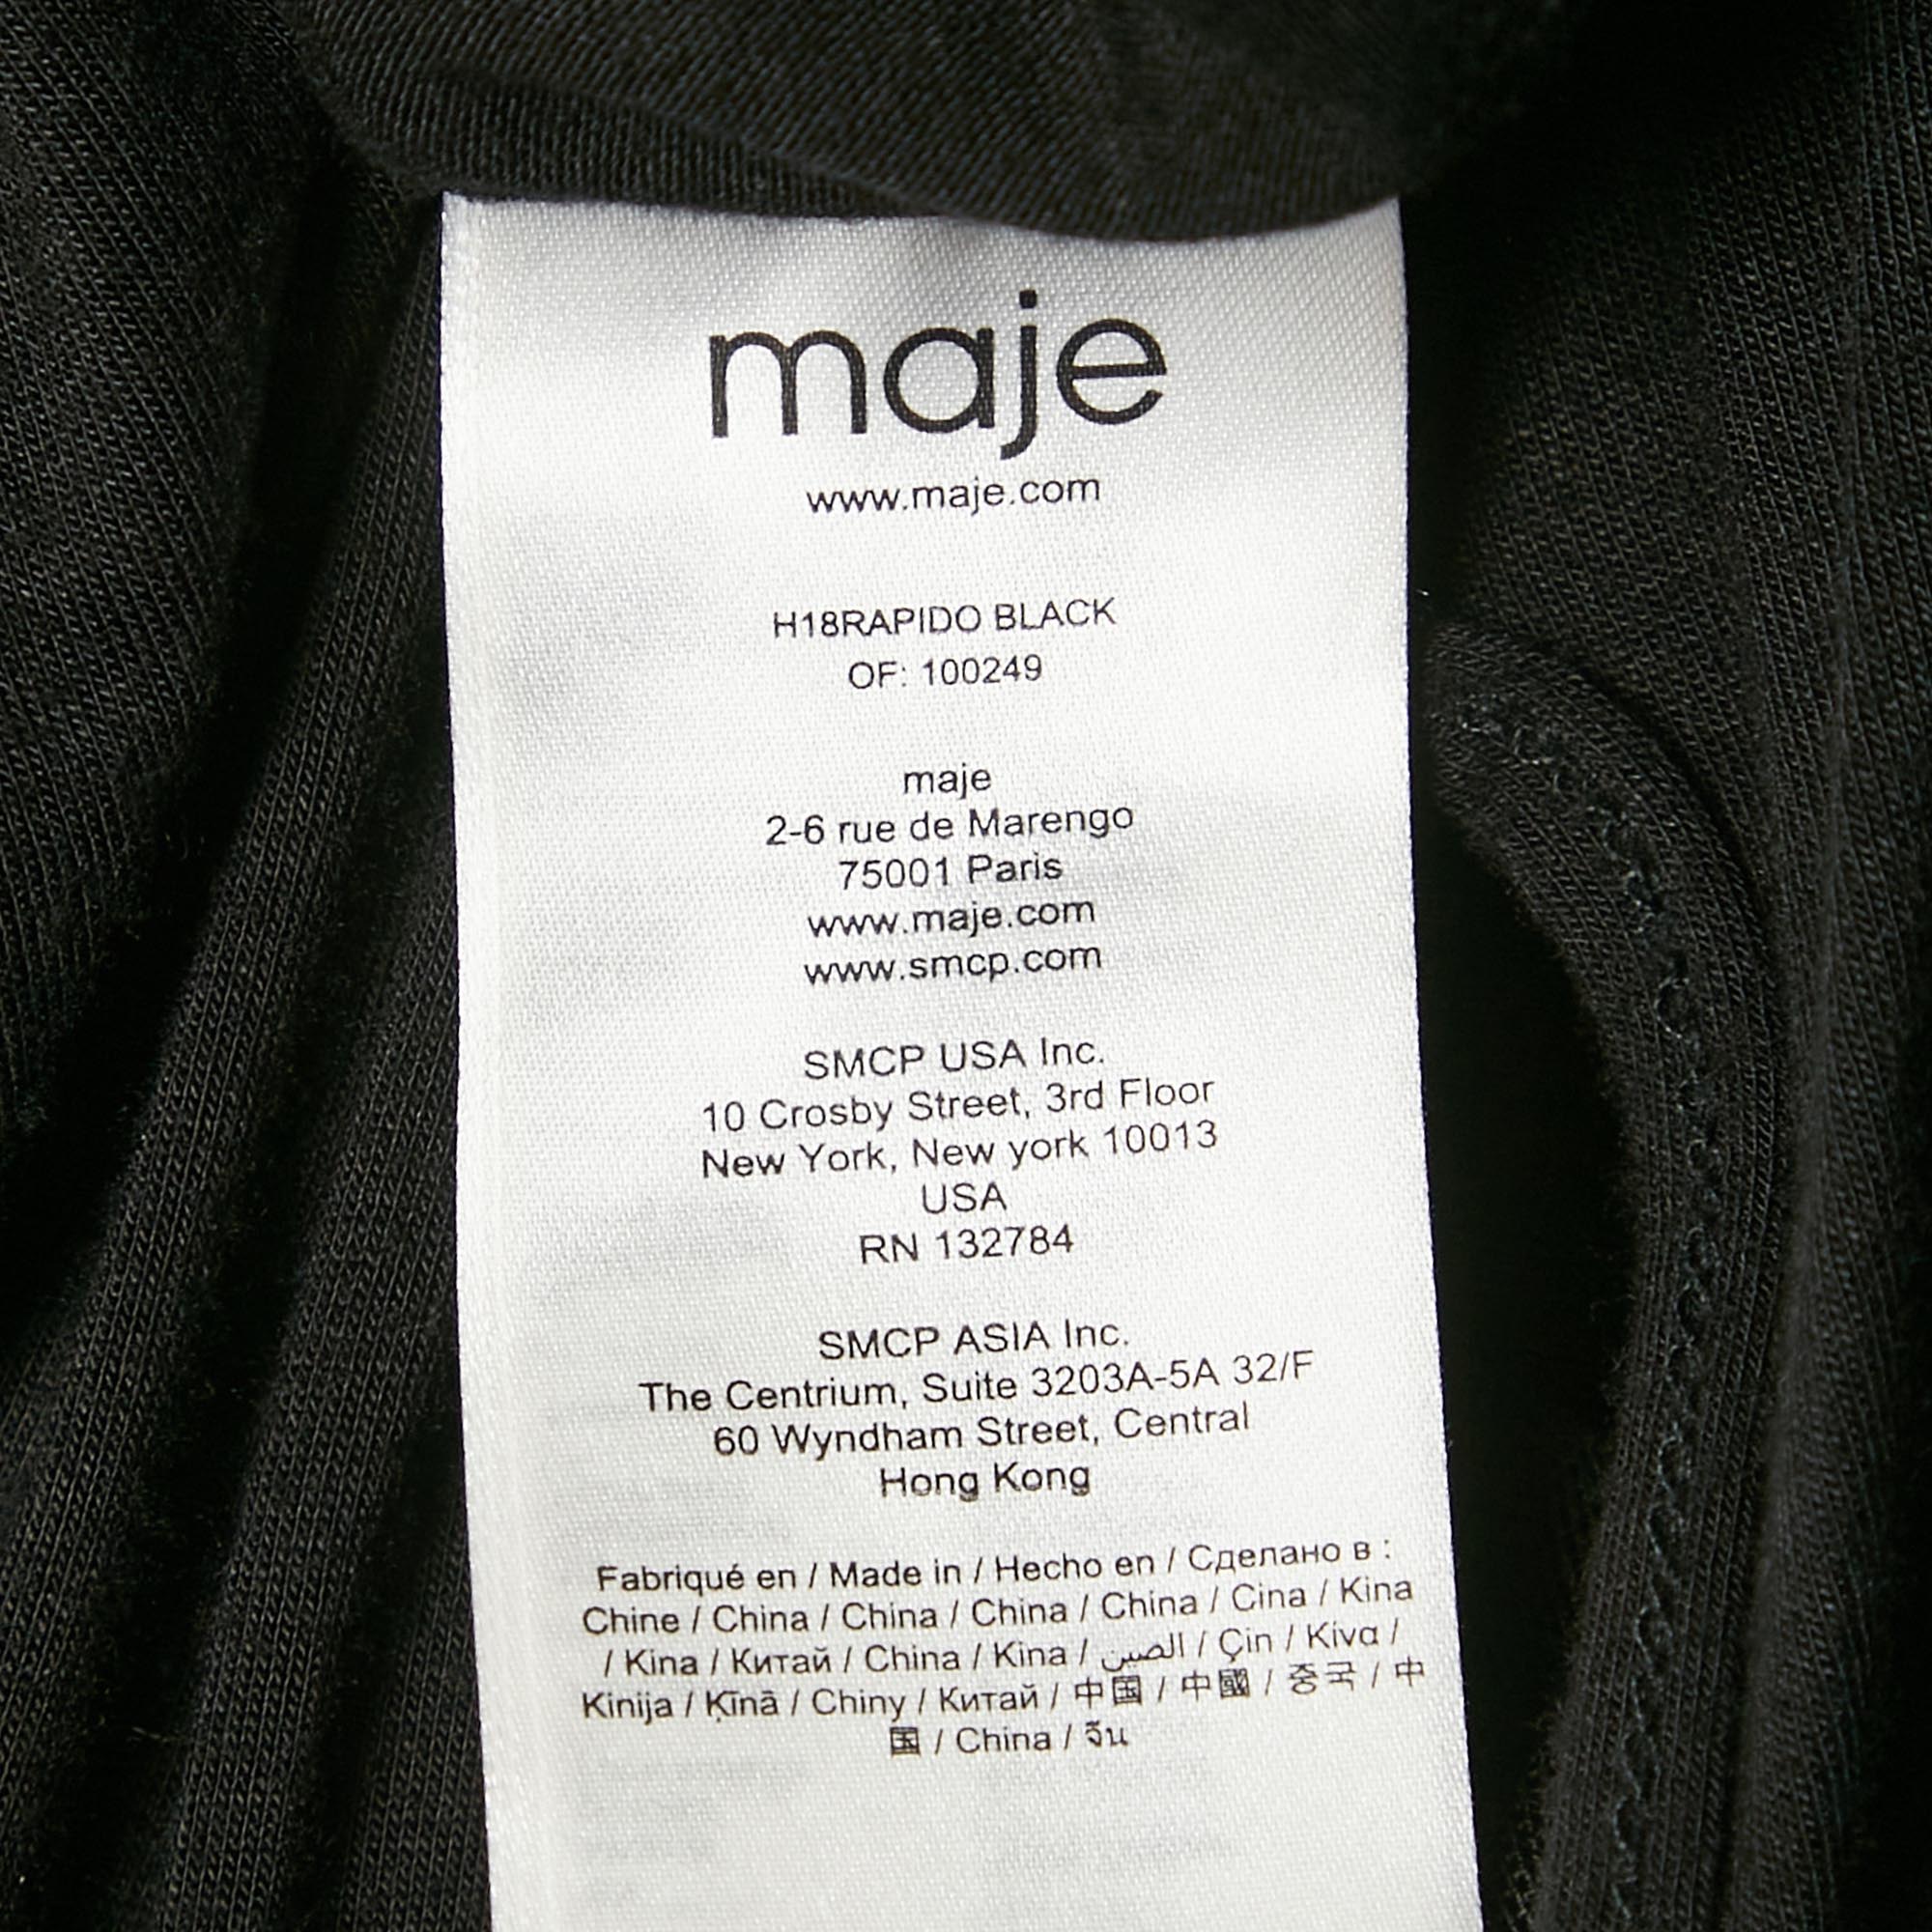 maje
www.maje.com
H18RAPIDO BLACK
OF: 100249
maje
2-6 rue de Marengo
75001 Paris
www.maje.com
www.smcp.com
SMCP USA Inc.
10 Crosby Street, 3rd Floor
New York, New york 10013
USA
RN 132784
SMCP ASIA Inc.
The Centrium, Suite 3203A-5A 32/F
60 Wyndham Street, Central
Hong Kong
Fabriqué en / Made in / Hecho en / Сделано в :
Chine / China / China / China / China / Cina / Kina
/ Kina / Китай / China / Kina / الصين / Çin / Kίνα /
Kinija / Ķīnā / Chiny / Китай / 中国 / 中國 / 중국 / 中
国 / China / จีน